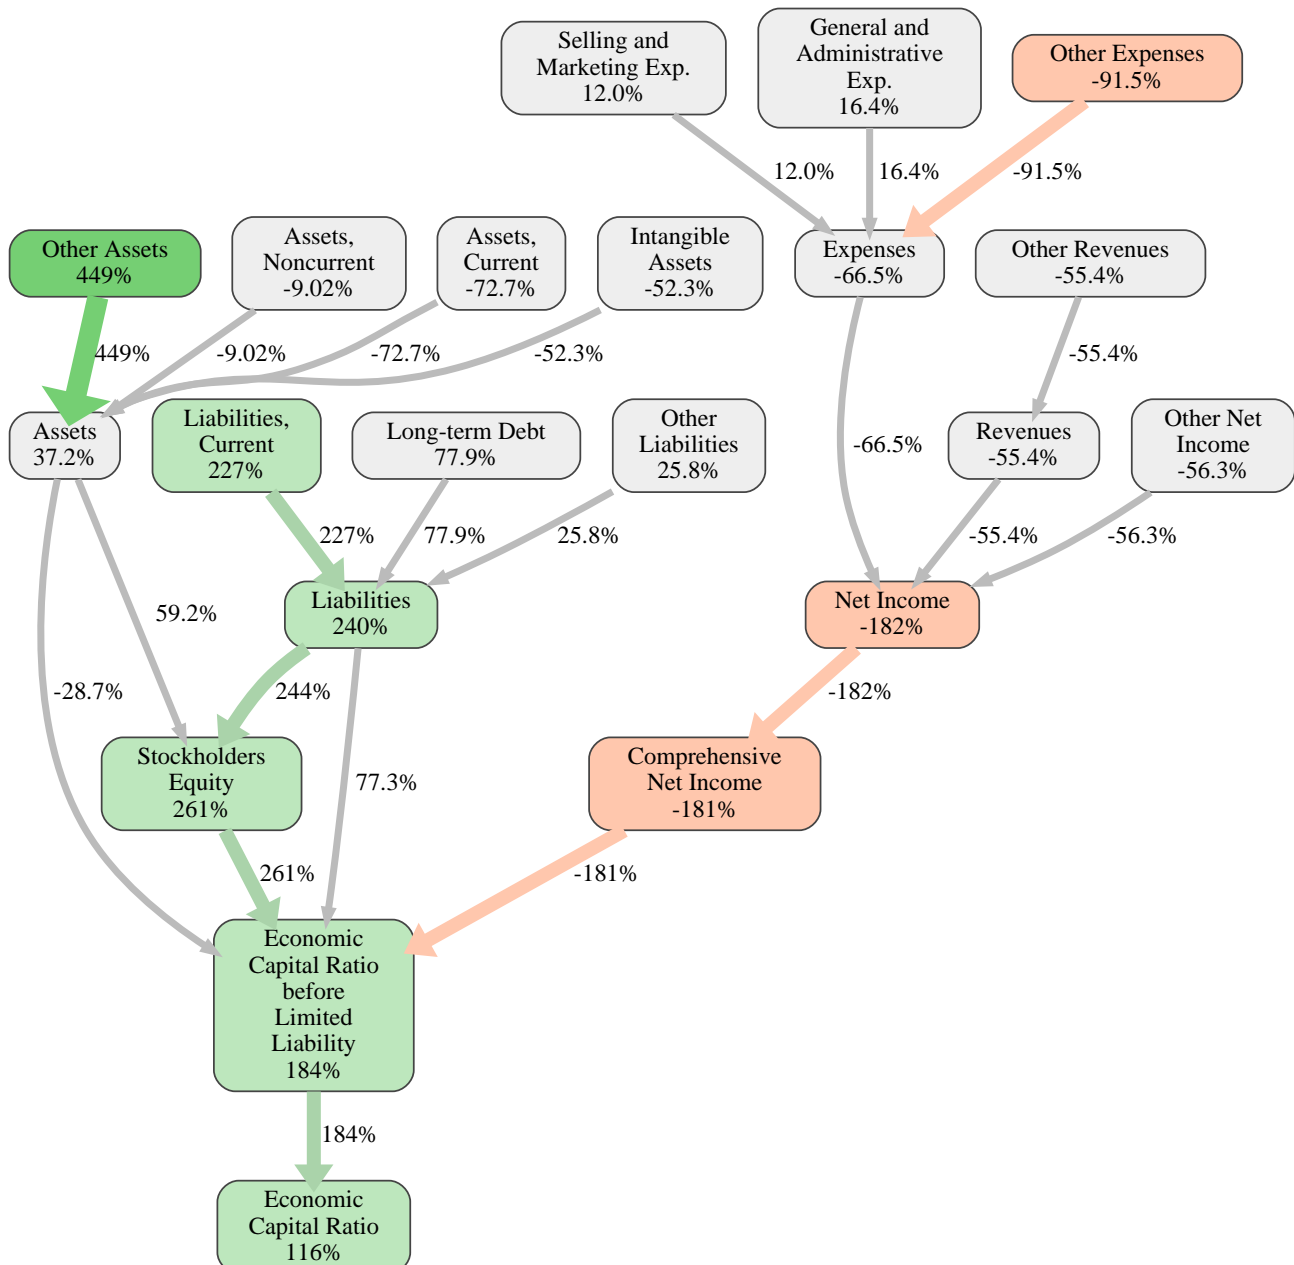 Selling and
Marketing Exp.
12.0%
General and
Administrative
Exp.
16.4%
Other Expenses
-91.5%
12.0%
16.4%
-91.5%
Other Assets
449%
Assets,
Noncurrent
-9.02%
Assets,
Current
-72.7%
Intangible
Assets
-52.3%
Expenses
-66.5%
Other Revenues
-55.4%
449%
-9.02%
-72.7%
-52.3%
-55.4%
Assets
37.2%
Liabilities,
Current
227%
Long-term Debt
77.9%
Other
Liabilities
25.8%
-66.5%
Revenues
-55.4%
Other Net
Income
-56.3%
227%
77.9%
25.8%
-55.4%
-56.3%
59.2%
Liabilities
240%
Net Income
-182%
-28.7%
244%
-182%
Stockholders
Equity
261%
77.3%
Comprehensive
Net Income
-181%
261%
-181%
Economic
Capital Ratio
before
Limited
Liability
184%
184%
Economic
Capital Ratio
116%